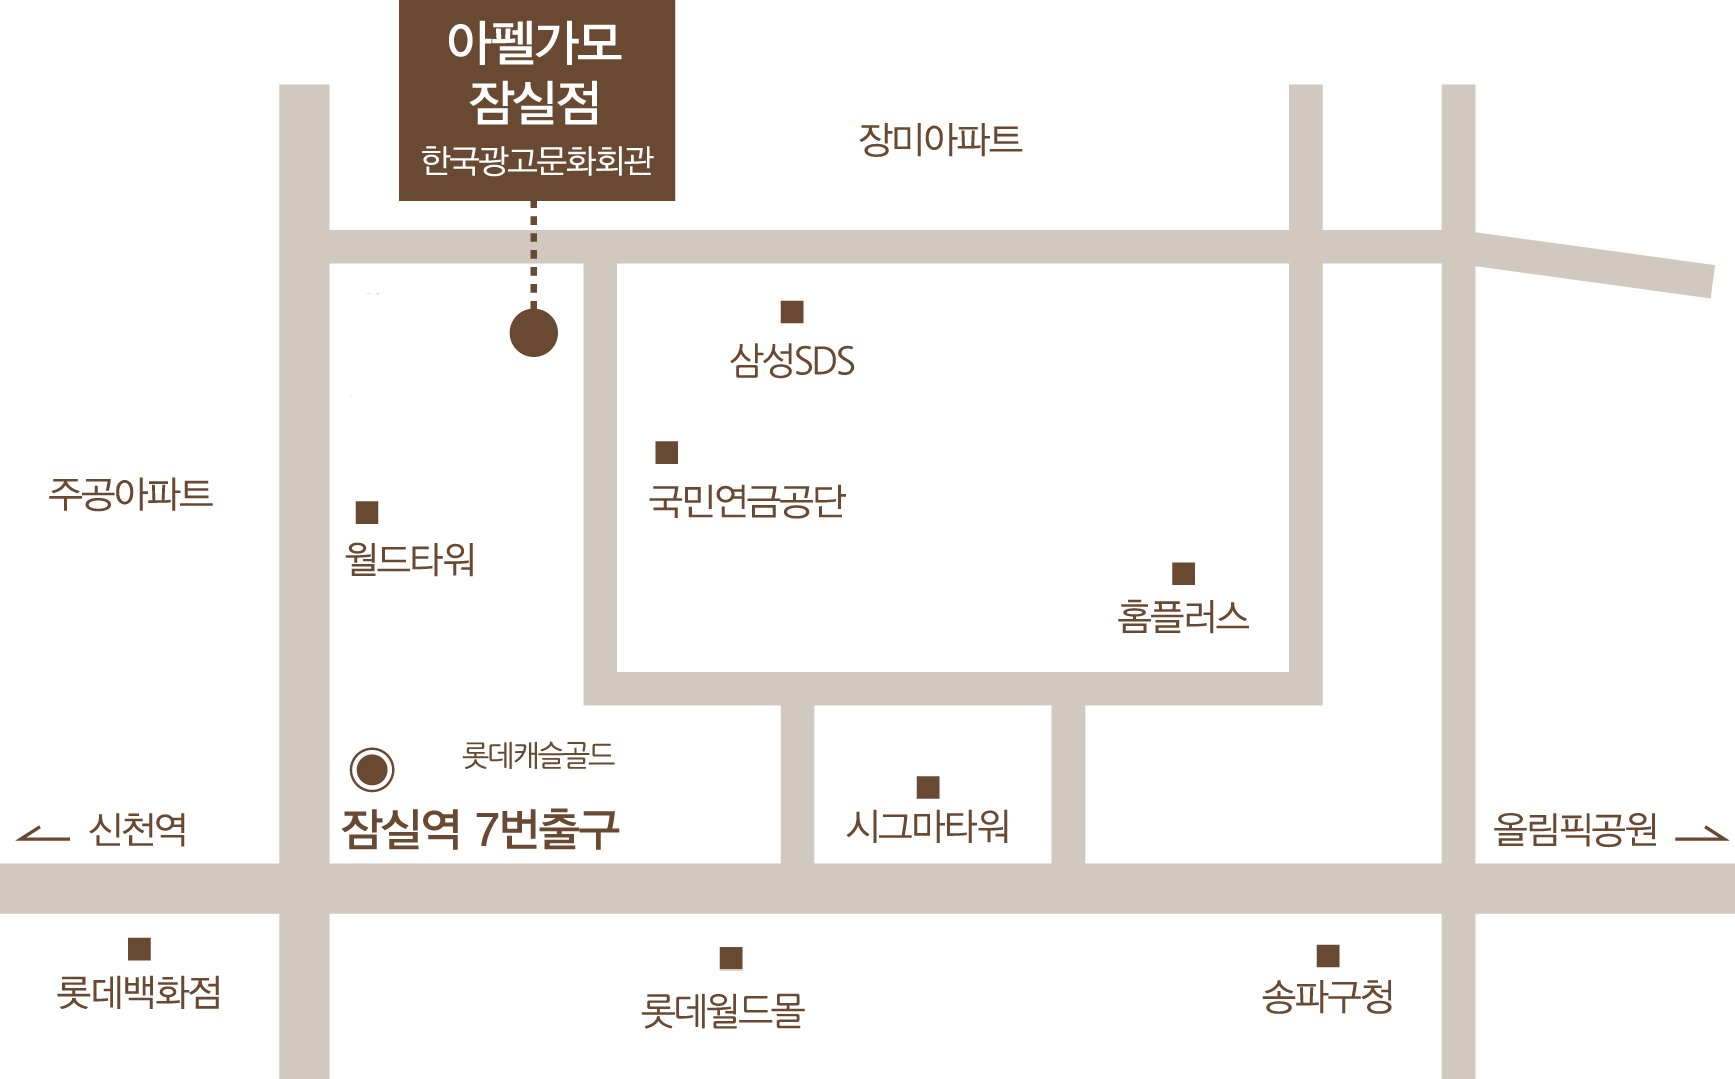 아펠가모
잠실점
한국광고문화회관
장미아파트
삼성SDS
주공아파트
국민연금공단
월드타워
홈플러스
롯데캐슬골드
신천역
잠실역 7번출구
시그마타워
올림픽공원
롯데백화점
롯데월드몰
송파구청